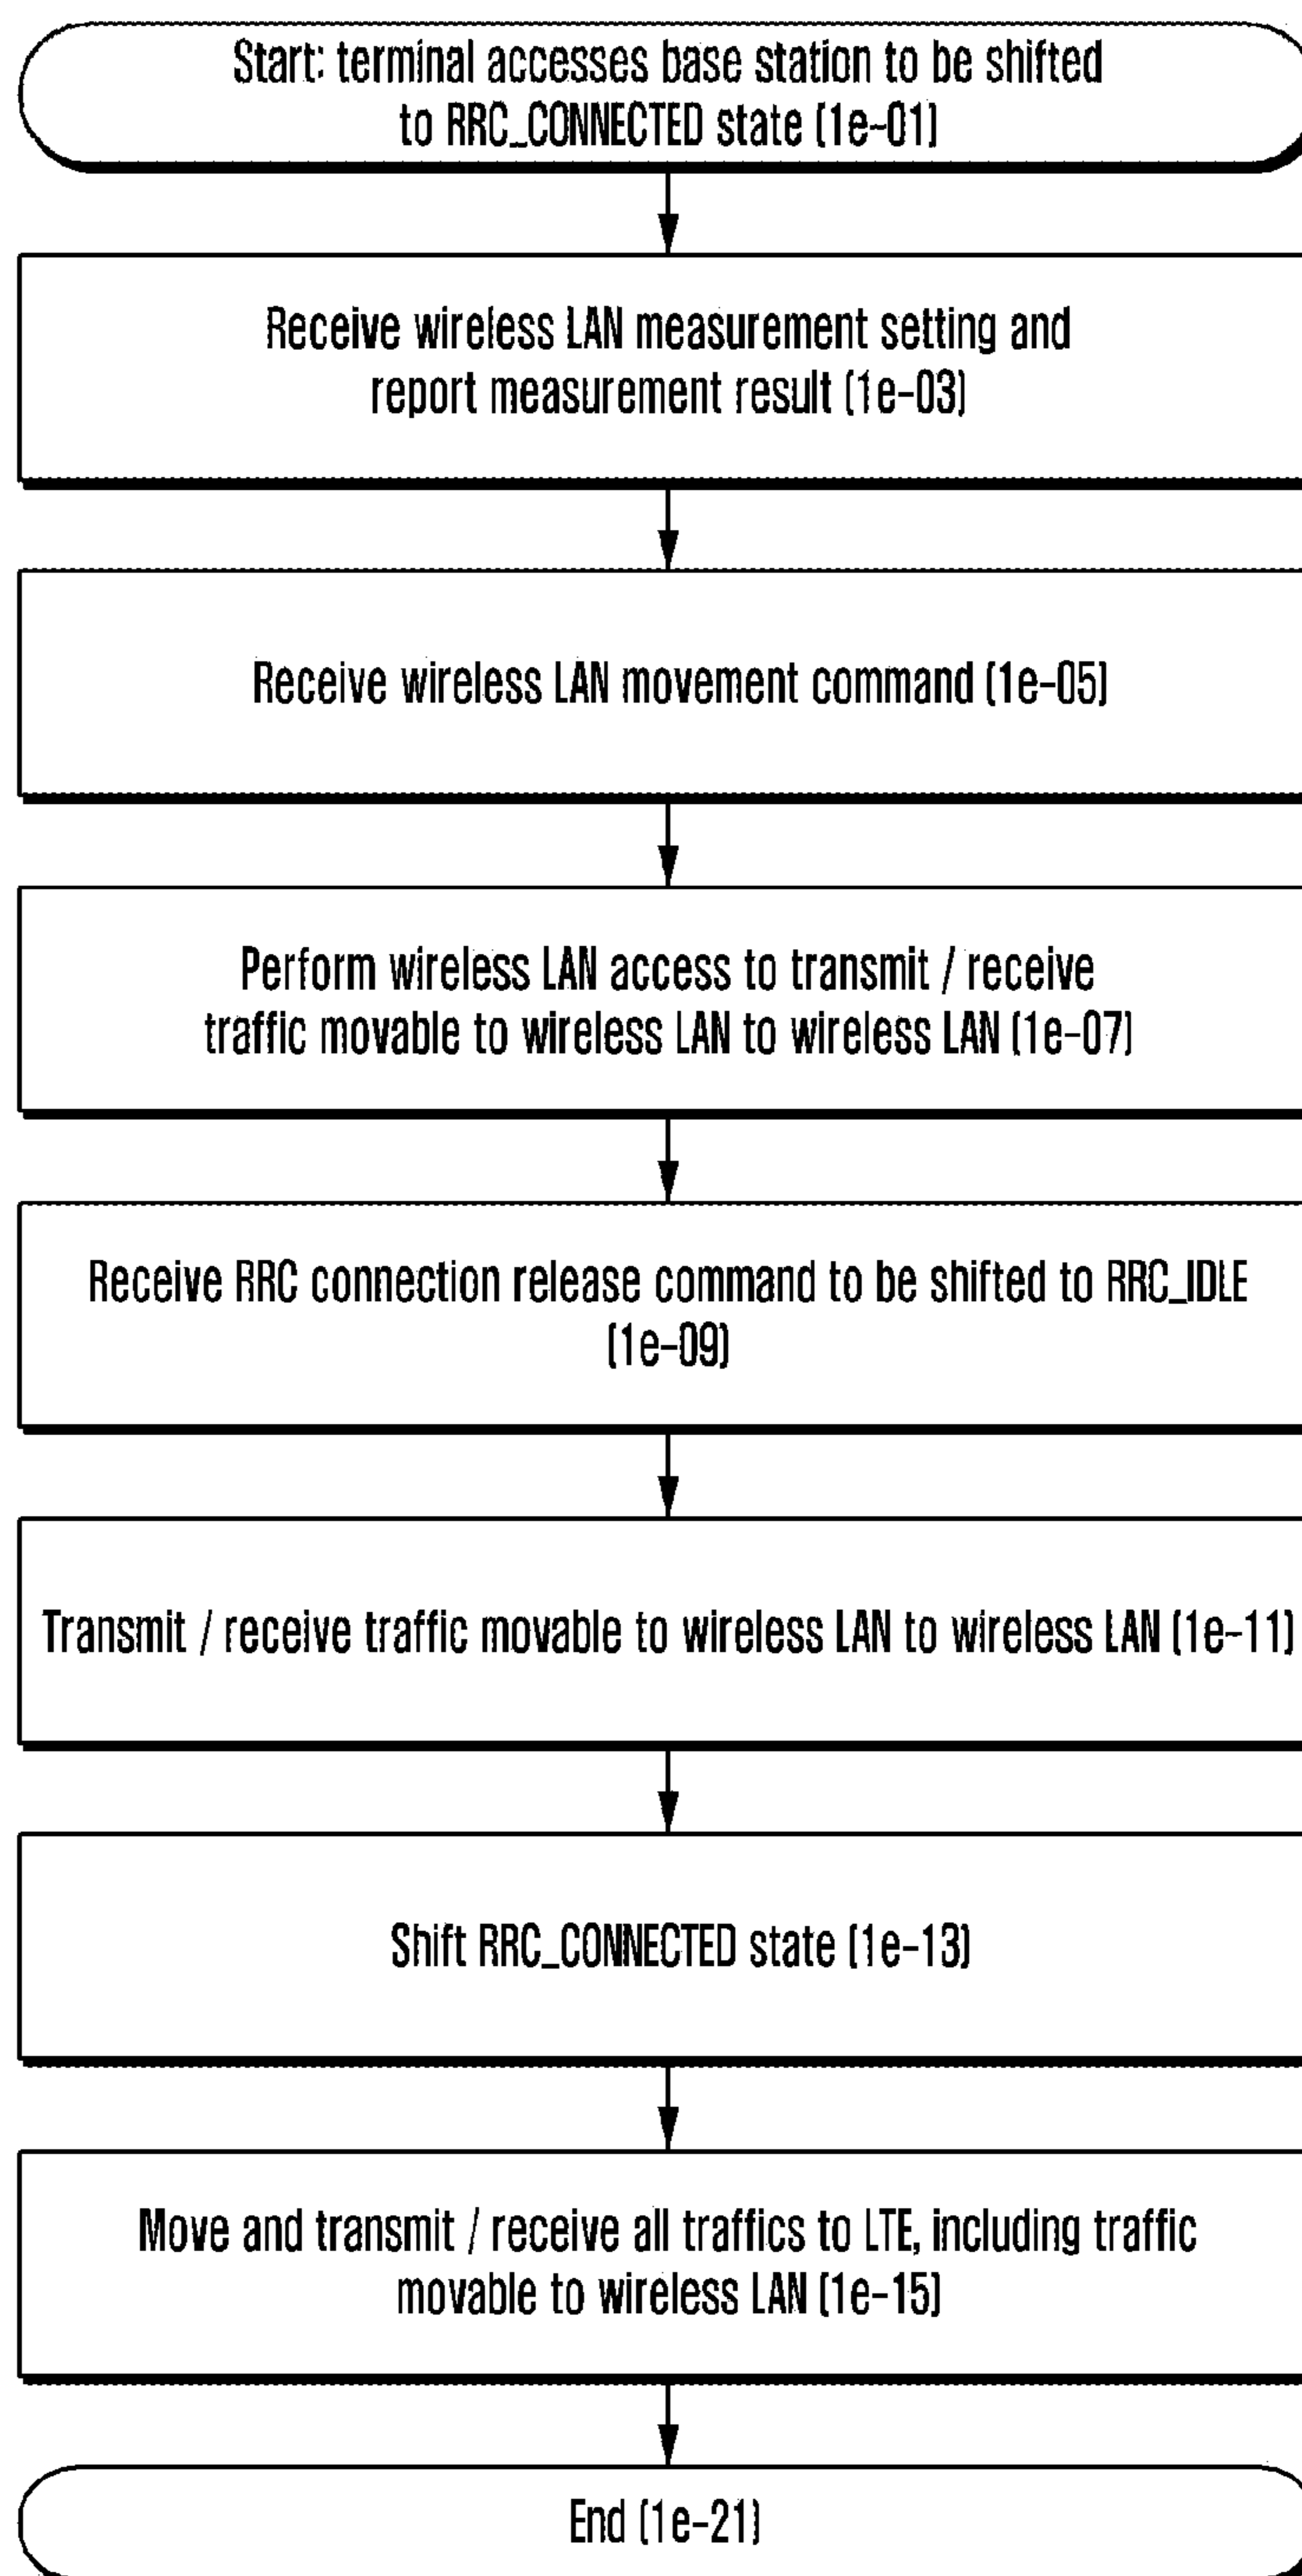 Start: terminal accesses base station to be shifted
to RRC_CONNECTED state (1e-01)
Receive wireless LAN measurement setting and
report measurement result (1e-03)
Receive wireless LAN movement command (1e-05)
Perform wireless LAN access to transmit / receive
traffic movable to wireless LAN to wireless LAN (1e-07)
Receive RRC connection release command to be shifted to RRC_IDLE
(1e-09)
Transmit / receive traffic movable to wireless LAN to wireless LAN (1e-11)
Shift RRC_CONNECTED state (1e-13)
Move and transmit / receive all traffics to LTE, including traffic
movable to wireless LAN (1e-15)
End (1e-21)